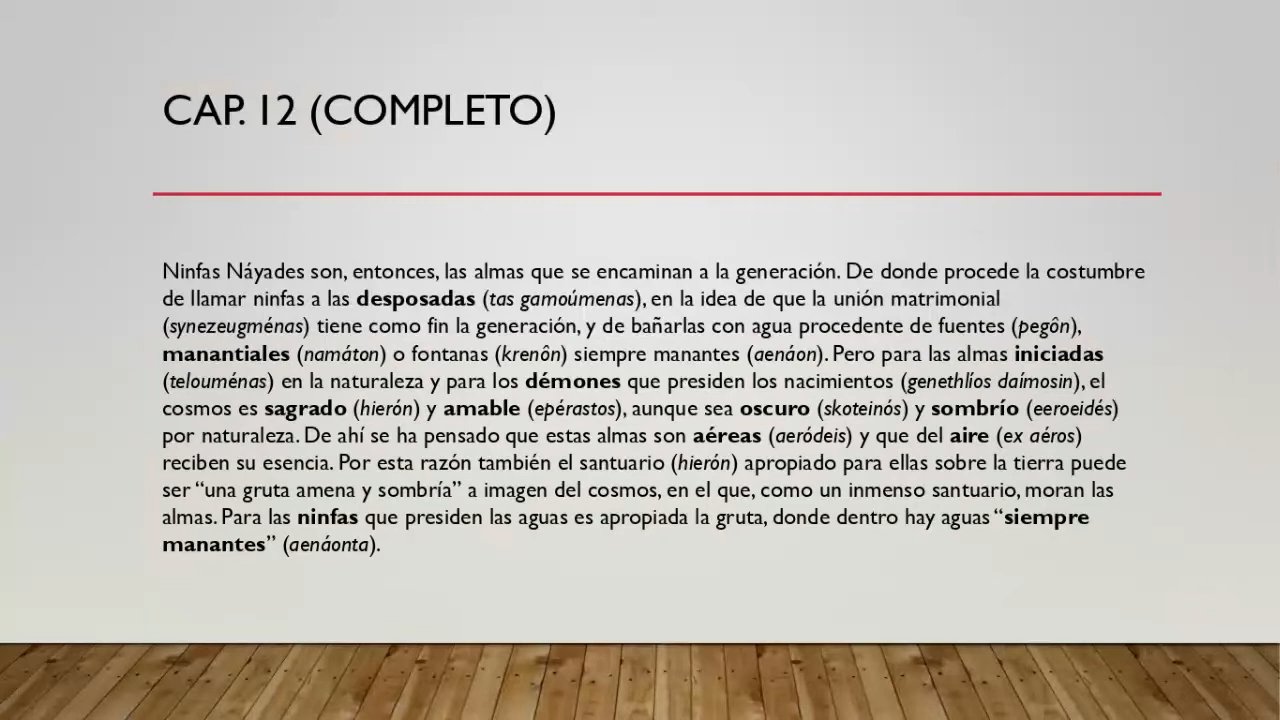 CAP. 12 (COMPLETO)
Ninfas Náyades son, entonces, las almas que se encaminan a la generación. De donde procede la costumbre
de llamar ninfas a las desposadas (tas gamoúmenas), en la idea de que la unión matrimonial
(synezeugménas) tiene como fin la generación, y de bañarlas con agua procedente de fuentes (pegôn),
manantiales (namáton) o fontanas (krenôn) siempre manantes (aenáon). Pero para las almas iniciadas
(telouménas) en la naturaleza y para los démones que presiden los nacimientos (genethlíos daímosin), el
cosmos es sagrado (hierón) y amable (epérastos), aunque sea oscuro (skoteinós) y sombrío (eeroeidés)
por naturaleza. De ahí se ha pensado que estas almas son aéreas (aeródeis) y que del aire (ex aéros)
reciben su esencia. Por esta razón también el santuario (hierón) apropiado para ellas sobre la tierra puede
ser “una gruta amena y sombría” a imagen del cosmos, en el que, como un inmenso santuario, moran las
almas. Para las ninfas que presiden las aguas es apropiada la gruta, donde dentro hay aguas “siempre
manantes” (aenáonta).